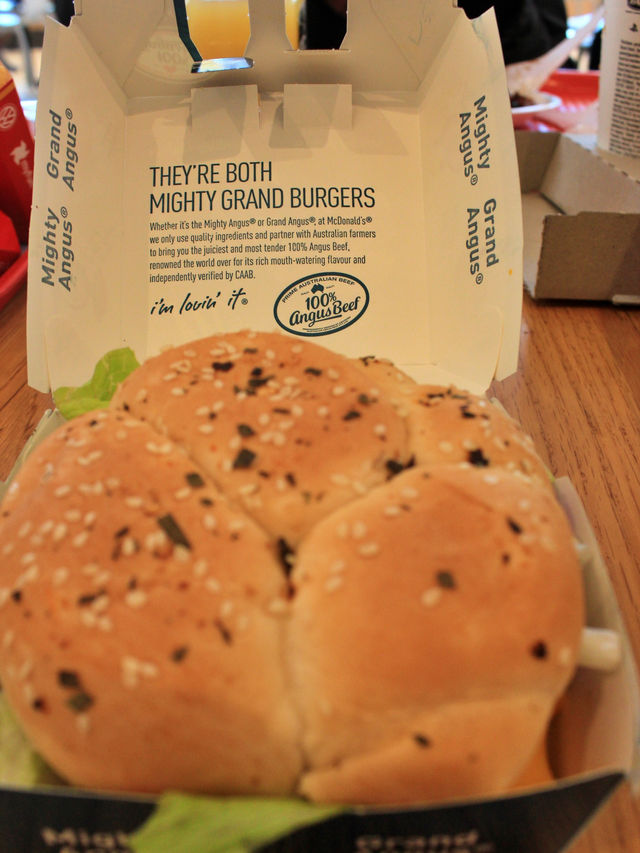 Grand
Angus®
Mighty
Angus®
THEY'RE BOTH
MIGHTY GRAND BURGERS
Whether it's the Mighty Angus® or Grand Angus®, at McDonald's®
we only use quality ingredients and partner with Australian farmers
to bring you the juiciest and most tender 100% Angus Beef,
renowned the world over for its rich mouth-watering flavour and
independently verified by CAAB.
i'm lovin' it®
PRIME AUSTRALIAN BEEF
100%
Angus Beef
Mighty
Angus®
Grand
Angus®
Grand